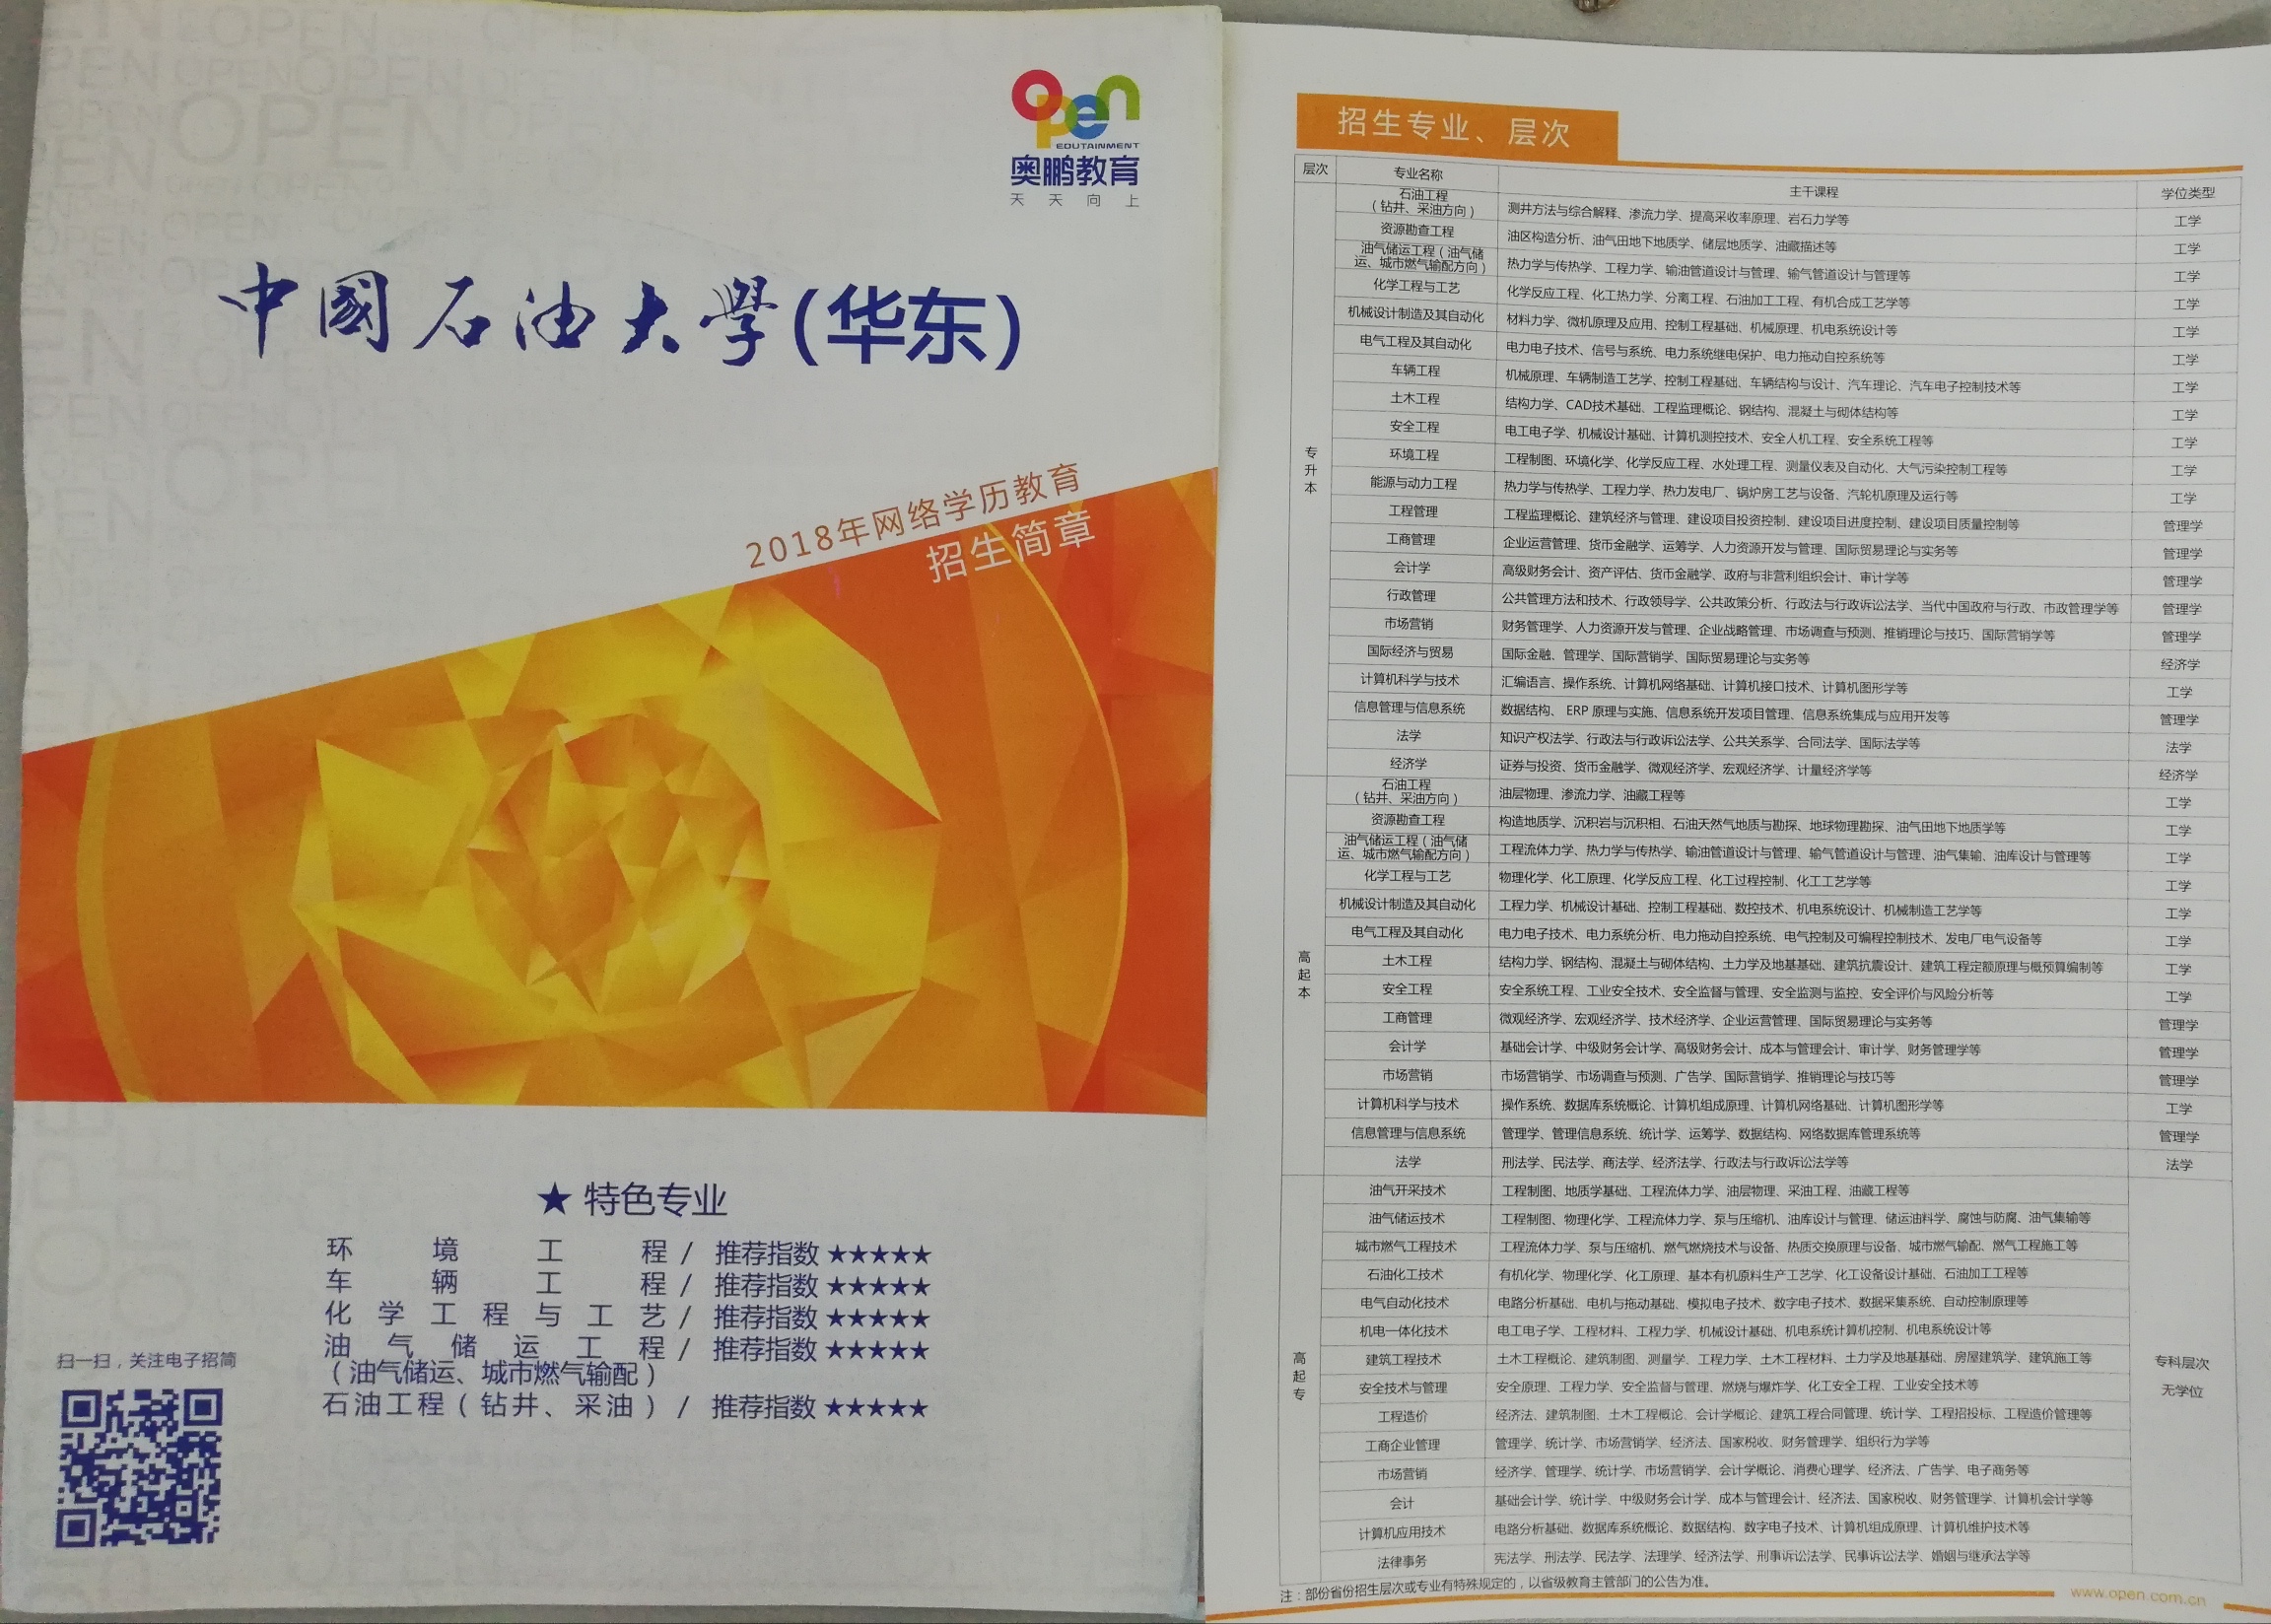 open
EDUTAINMENT
奥鹏教育
天天向上
中國石油大學(华东)
2018年网络学历教育
招生简章
★ 特色专业
环境工程 / 推荐指数 ★★★★★
车辆工程 / 推荐指数 ★★★★★
化学工程与工艺 / 推荐指数 ★★★★★
油气储运工程 / 推荐指数 ★★★★★
（油气储运、城市燃气输配）
石油工程（钻井、采油） / 推荐指数 ★★★★★
扫一扫，关注电子招简
招生专业、层次
层次 专业名称 主干课程 学位类型
专升本
石油工程（钻井、采油方向） 测井方法与综合解释、渗流力学、提高采收率原理、岩石力学等 工学
资源勘查工程 油区构造分析、油气田地下地质学、储层地质学、油藏描述等 工学
油气储运工程（油气储运、城市燃气输配方向） 热力学与传热学、工程力学、输油管道设计与管理、输气管道设计与管理等 工学
化学工程与工艺 化学反应工程、化工热力学、分离工程、石油加工工程、有机合成工艺学等 工学
机械设计制造及其自动化 材料力学、微机原理及应用、控制工程基础、机械原理、机电系统设计等 工学
电气工程及其自动化 电力电子技术、信号与系统、电力系统继电保护、电力拖动自控系统等 工学
车辆工程 机械原理、车辆制造工艺学、控制工程基础、车辆结构与设计、汽车理论、汽车电子控制技术等 工学
土木工程 结构力学、CAD技术基础、工程监理概论、钢结构、混凝土与砌体结构等 工学
安全工程 电工电子学、机械设计基础、计算机测控技术、安全人机工程、安全系统工程等 工学
环境工程 工程制图、环境化学、化学反应工程、水处理工程、测量仪表及自动化、大气污染控制工程等 工学
能源与动力工程 热力学与传热学、工程力学、热力发电厂、锅炉房工艺与设备、汽轮机原理及运行等 工学
工程管理 工程监理概论、建筑经济与管理、建设项目投资控制、建设项目进度控制、建设项目质量控制等 管理学
工商管理 企业运营管理、货币金融学、运筹学、人力资源开发与管理、国际贸易理论与实务等 管理学
会计学 高级财务会计、资产评估、货币金融学、政府与非营利组织会计、审计学等 管理学
行政管理 公共管理方法和技术、行政领导学、公共政策分析、行政法与行政诉讼法学、当代中国政府与行政、市政管理学等 管理学
市场营销 财务管理学、人力资源开发与管理、企业战略管理、市场调查与预测、推销理论与技巧、国际营销学等 管理学
国际经济与贸易 国际金融、管理学、国际营销学、国际贸易理论与实务等 经济学
计算机科学与技术 汇编语言、操作系统、计算机网络基础、计算机接口技术、计算机图形学等 工学
信息管理与信息系统 数据结构、ERP 原理与实施、信息系统开发项目管理、信息系统集成与应用开发等 管理学
法学 知识产权法学、行政法与行政诉讼法学、公共关系学、合同法学、国际法学等 法学
经济学 证券与投资、货币金融学、微观经济学、宏观经济学、计量经济学等 经济学
高起本
石油工程（钻井、采油方向） 油层物理、渗流力学、油藏工程等 工学
资源勘查工程 构造地质学、沉积岩与沉积相、石油天然气地质与勘探、地球物理勘探、油气田地下地质学等 工学
油气储运工程（油气储运、城市燃气输配方向） 工程流体力学、热力学与传热学、输油管道设计与管理、输气管道设计与管理、油气集输、油库设计与管理等 工学
化学工程与工艺 物理化学、化工原理、化学反应工程、化工过程控制、化工工艺学等 工学
机械设计制造及其自动化 工程力学、机械设计基础、控制工程基础、数控技术、机电系统设计、机械制造工艺学等 工学
电气工程及其自动化 电力电子技术、电力系统分析、电力拖动自控系统、电气控制及可编程控制技术、发电厂电气设备等 工学
土木工程 结构力学、钢结构、混凝土与砌体结构、土力学及地基基础、建筑抗震设计、建筑工程定额原理与概预算编制等 工学
安全工程 安全系统工程、工业安全技术、安全监督与管理、安全监测与监控、安全评价与风险分析等 工学
工商管理 微观经济学、宏观经济学、技术经济学、企业运营管理、国际贸易理论与实务等 管理学
会计学 基础会计学、中级财务会计学、高级财务会计、成本与管理会计、审计学、财务管理学等 管理学
市场营销 市场营销学、市场调查与预测、广告学、国际营销学、推销理论与技巧等 管理学
计算机科学与技术 操作系统、数据库系统概论、计算机组成原理、计算机网络基础、计算机图形学等 工学
信息管理与信息系统 管理学、管理信息系统、统计学、运筹学、数据结构、网络数据库管理系统等 管理学
法学 刑法学、民法学、商法学、经济法学、行政法与行政诉讼法学等 法学
高起专
油气开采技术 工程制图、地质学基础、工程流体力学、油层物理、采油工程、油藏工程等
油气储运技术 工程制图、物理化学、工程流体力学、泵与压缩机、油库设计与管理、储运油料学、腐蚀与防腐、油气集输等
城市燃气工程技术 工程流体力学、泵与压缩机、燃气燃烧技术与设备、热质交换原理与设备、城市燃气输配、燃气工程施工等
石油化工技术 有机化学、物理化学、化工原理、基本有机原料生产工艺学、化工设备设计基础、石油加工工程等
电气自动化技术 电路分析基础、电机与拖动基础、模拟电子技术、数字电子技术、数据采集系统、自动控制原理等
机电一体化技术 电工电子学、工程材料、工程力学、机械设计基础、机电系统计算机控制、机电系统设计等
建筑工程技术 土木工程概论、建筑制图、测量学、工程力学、土木工程材料、土力学及地基基础、房屋建筑学、建筑施工等
安全技术与管理 安全原理、工程力学、安全监督与管理、燃烧与爆炸学、化工安全工程、工业安全技术等
工程造价 经济法、建筑制图、土木工程概论、会计学概论、建筑工程合同管理、统计学、工程招投标、工程造价管理等
工商企业管理 管理学、统计学、市场营销学、经济法、国家税收、财务管理学、组织行为学等
市场营销 经济学、管理学、统计学、市场营销学、会计学概论、消费心理学、经济法、广告学、电子商务等
会计 基础会计学、统计学、中级财务会计学、成本与管理会计、经济法、国家税收、财务管理学、计算机会计学等
计算机应用技术 电路分析基础、数据库系统概论、数据结构、数字电子技术、计算机组成原理、计算机维护技术等
法律事务 宪法学、刑法学、民法学、法理学、经济法学、刑事诉讼法学、民事诉讼法学、婚姻与继承法学等
专科层次
无学位
注：部份省份招生层次或专业有特殊规定的，以省级教育主管部门的公告为准。
www.open.com.cn